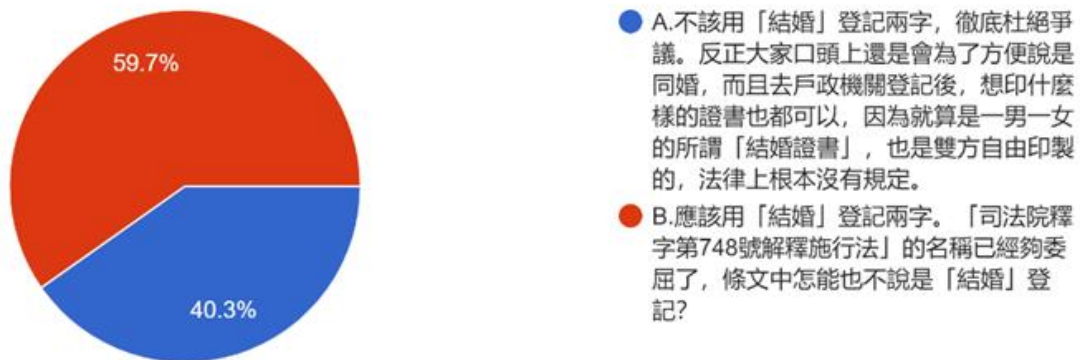 59.7%
40.3%
A.不該用「結婚」登記兩字，徹底杜絕爭
議。反正大家口頭上還是會為了方便說是
同婚，而且去戶政機關登記後，想印什麼
樣的證書也都可以，因為就算是一男一女
的所謂「結婚證書」，也是雙方自由印製
的，法律上根本沒有規定。
B.應該用「結婚」登記兩字。「司法院釋
字第748號解釋施行法」的名稱已經夠委
屈了，條文中怎能也不說是「結婚」登
記?